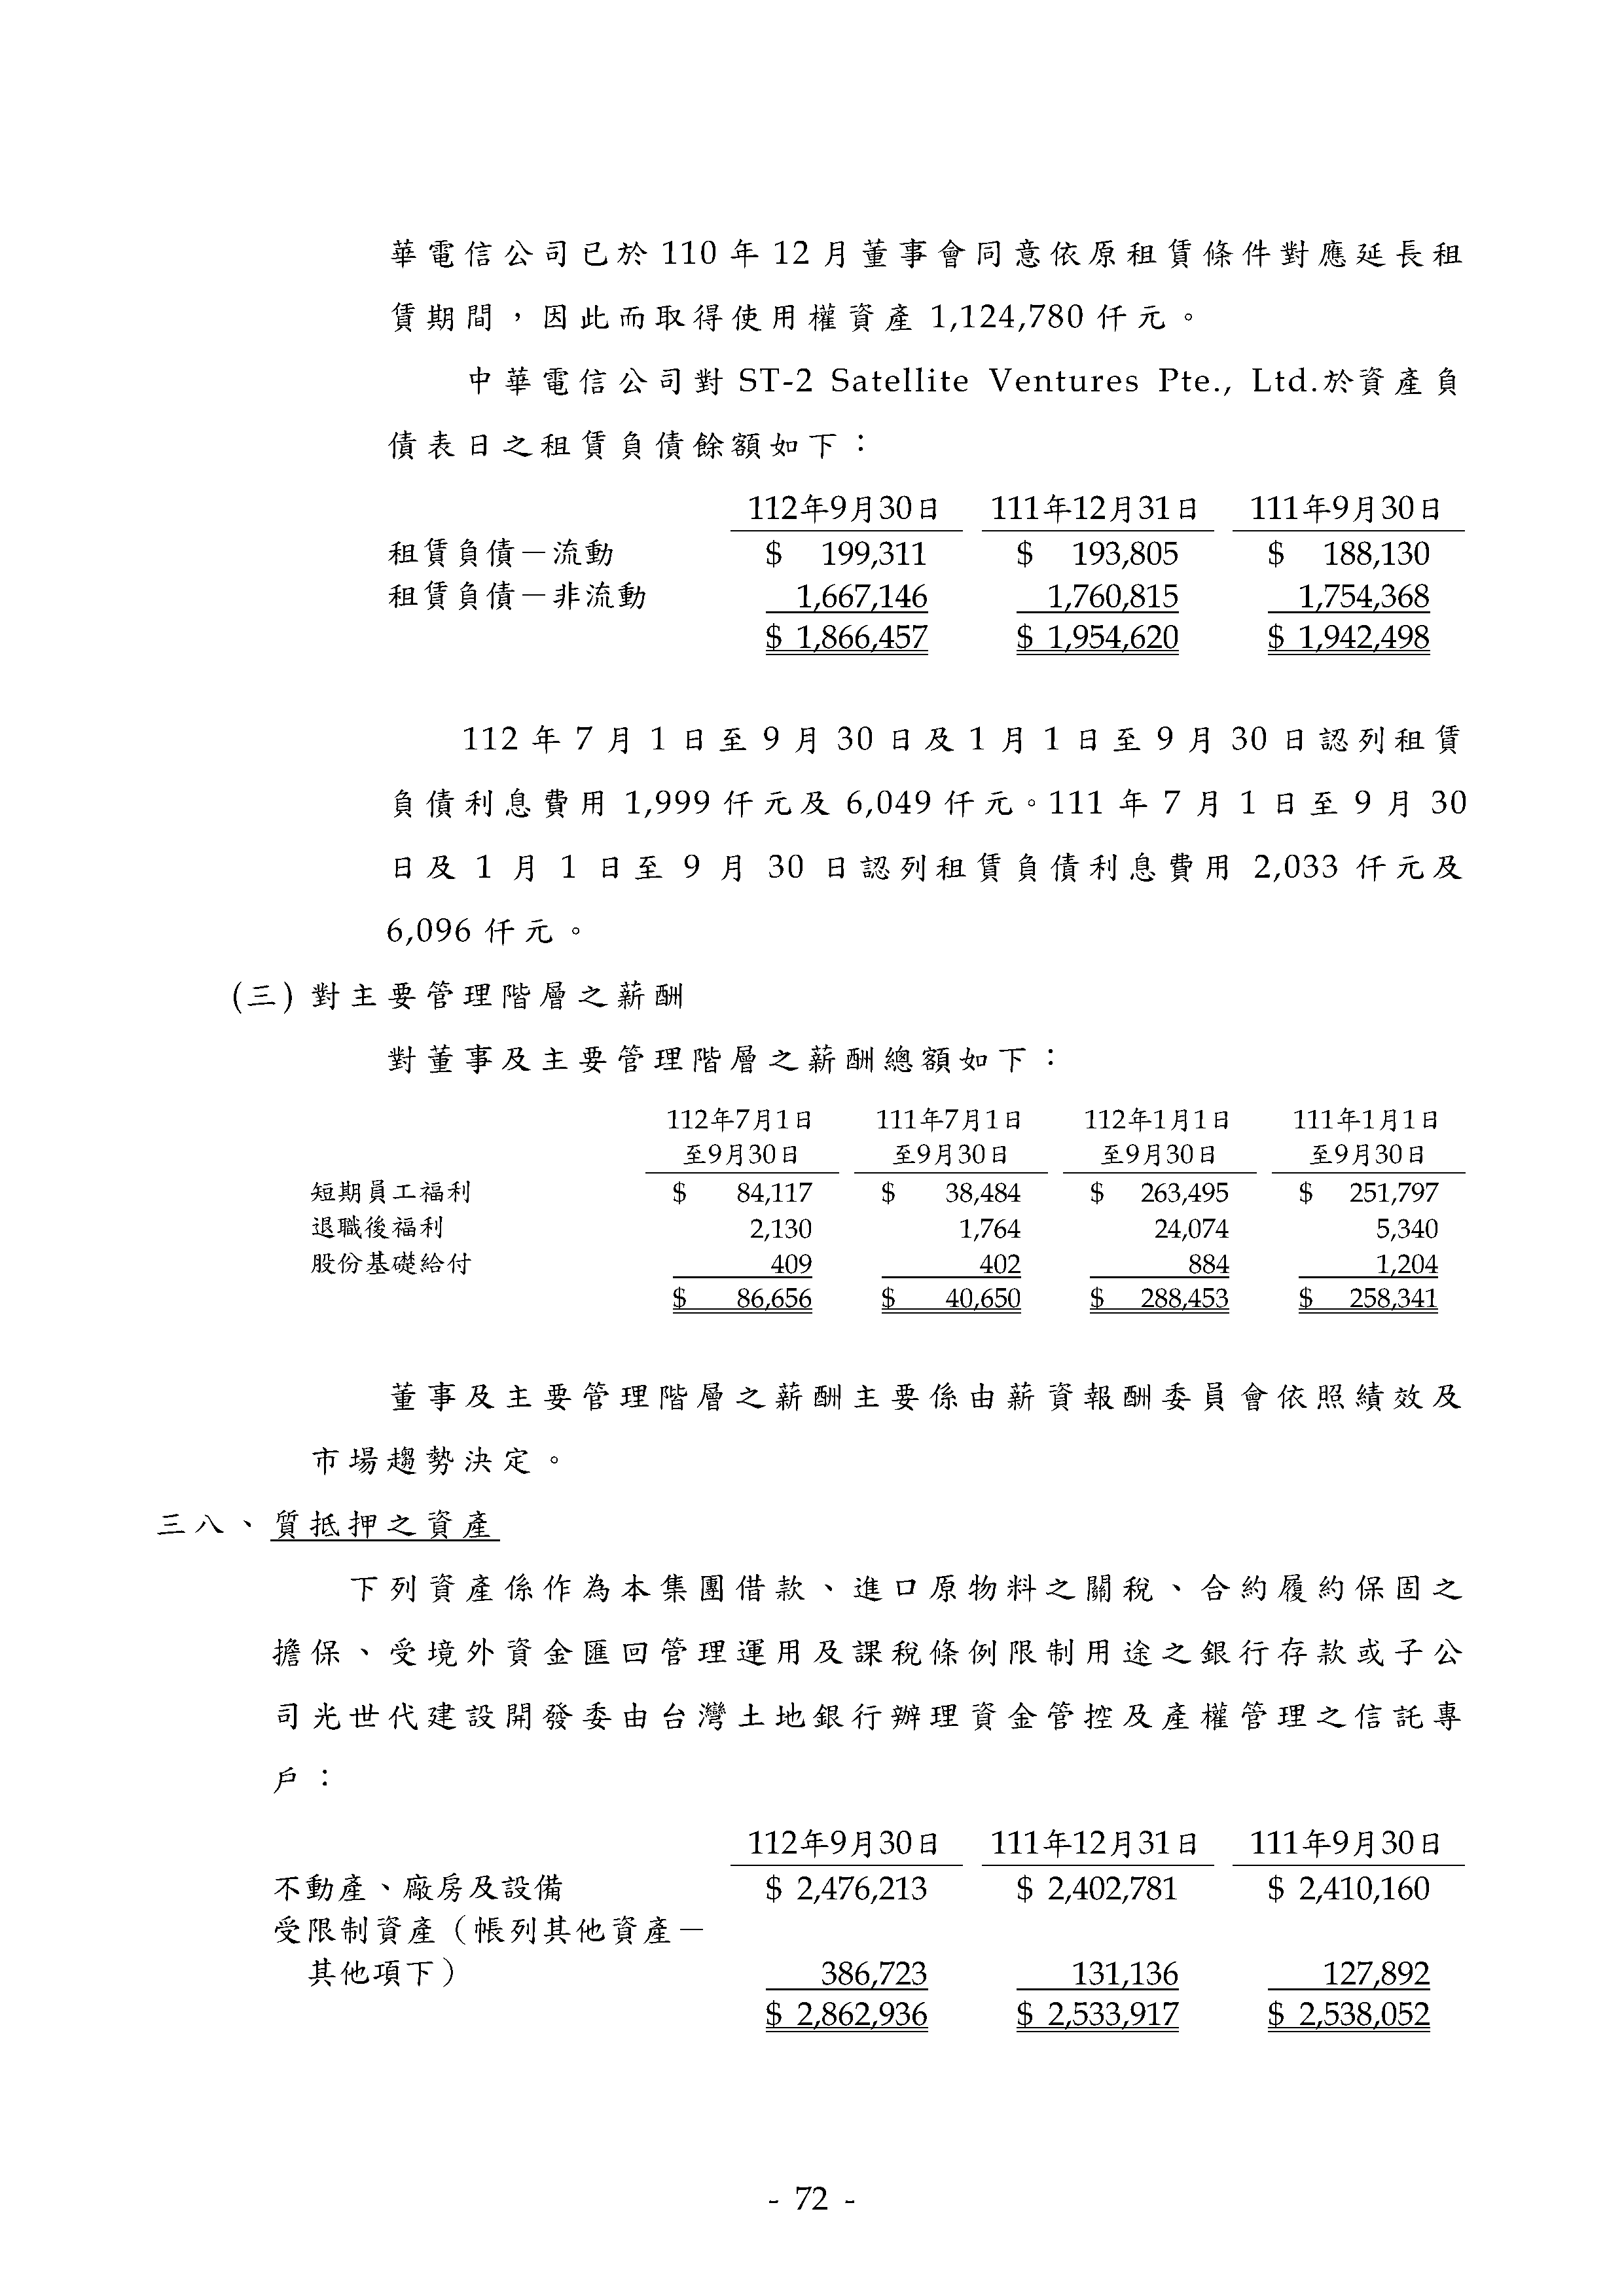 華電信公司已於 110 年 12 月董事會同意依原租賃條件對應延長租
賃期間，因此而取得使用權資產 1,124,780 仟元。
中華電信公司對 ST-2 Satellite Ventures Pte., Ltd.於資產負
債表日之租賃負債餘額如下：
112年9月30日 111年12月31日 111年9月30日
租賃負債－流動 $ 199,311 $ 193,805 $ 188,130
租賃負債－非流動 1,667,146 1,760,815 1,754,368
$ 1,866,457 $ 1,954,620 $ 1,942,498
112 年 7 月 1 日至 9 月 30 日及 1 月 1 日至 9 月 30 日認列租賃
負債利息費用 1,999 仟元及 6,049 仟元。111 年 7 月 1 日至 9 月 30
日及 1 月 1 日至 9 月 30 日認列租賃負債利息費用 2,033 仟元及
6,096 仟元。
(三) 對主要管理階層之薪酬
對董事及主要管理階層之薪酬總額如下：
112年7月1日 111年7月1日 112年1月1日 111年1月1日
至9月30日 至9月30日 至9月30日 至9月30日
短期員工福利 $ 84,117 $ 38,484 $ 263,495 $ 251,797
退職後福利 2,130 1,764 24,074 5,340
股份基礎給付 409 402 884 1,204
$ 86,656 $ 40,650 $ 288,453 $ 258,341
董事及主要管理階層之薪酬主要係由薪資報酬委員會依照績效及
市場趨勢決定。
三八、質抵押之資產
下列資產係作為本集團借款、進口原物料之關稅、合約履約保固之
擔保、受境外資金匯回管理運用及課稅條例限制用途之銀行存款或子公
司光世代建設開發委由台灣土地銀行辦理資金管控及產權管理之信託專
戶：
112年9月30日 111年12月31日 111年9月30日
不動產、廠房及設備 $ 2,476,213 $ 2,402,781 $ 2,410,160
受限制資產（帳列其他資產－
其他項下） 386,723 131,136 127,892
$ 2,862,936 $ 2,533,917 $ 2,538,052
- 72 -